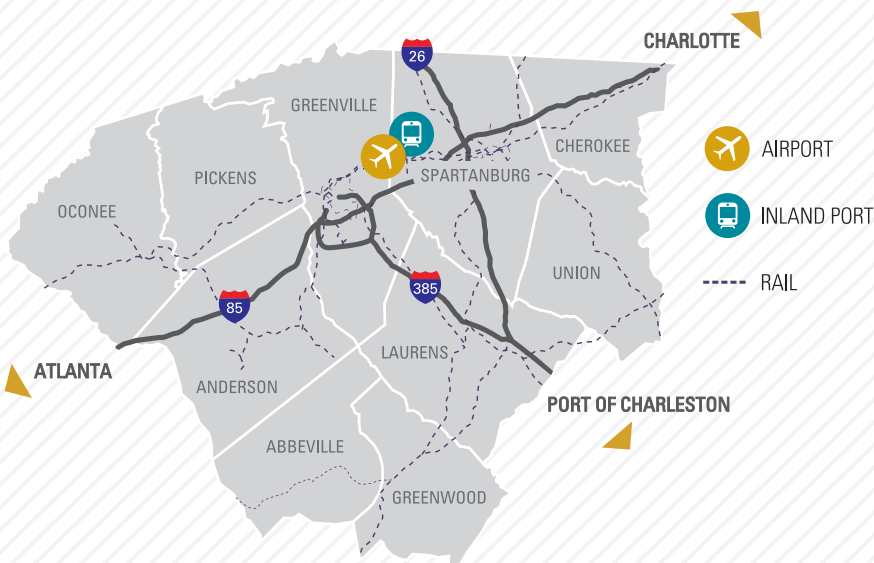 CHARLOTTE
26
GREENVILLE
AIRPORT
CHEROKEE
SPARTANBURG
PICKENS
OCONEE
INLAND PORT
UNION
RAIL
385
85
LAURENS
ATLANTA
ANDERSON
PORT OF CHARLESTON
ABBEVILLE
GREENWOOD